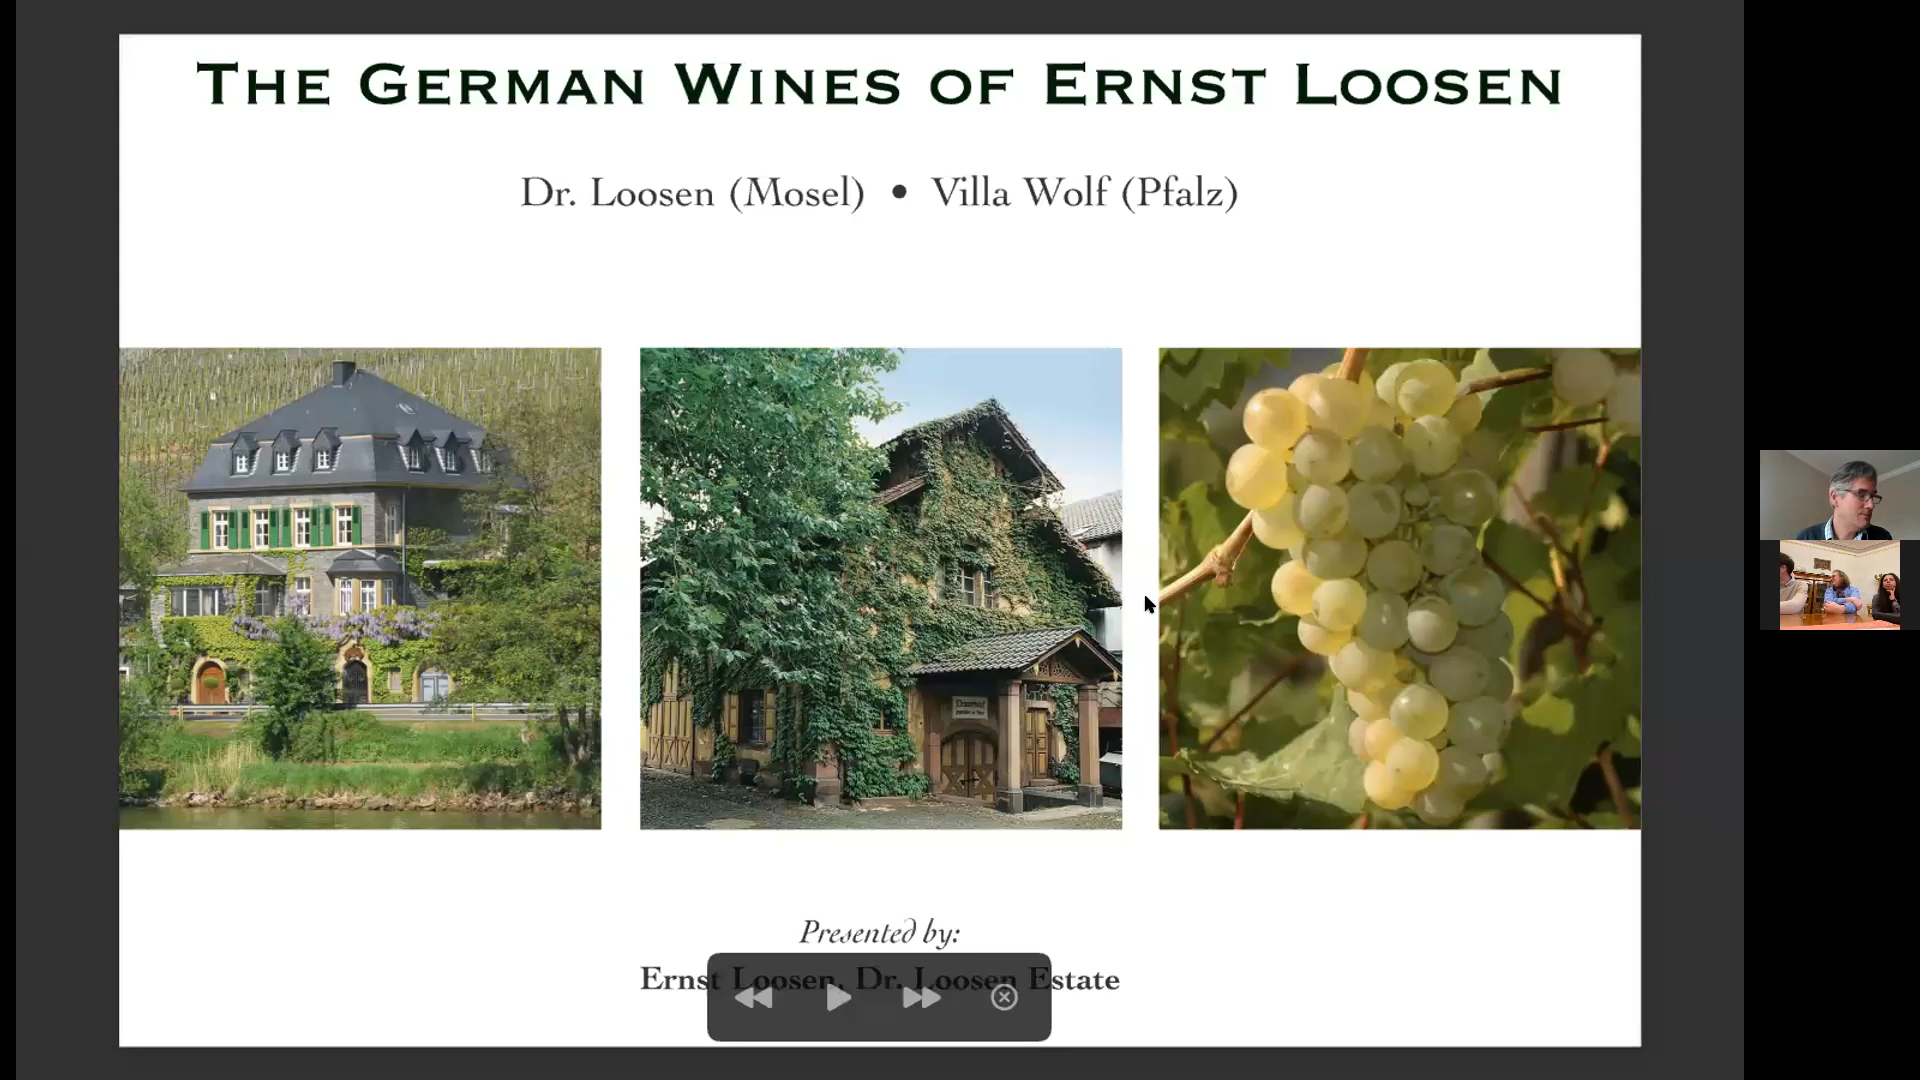 THE GERMAN WINES OF ERNST LOOSEN
Dr. Loosen (Mosel) • Villa Wolf (Pfalz)
Presented by:
Ernst Loosen, Dr. Loosen Estate